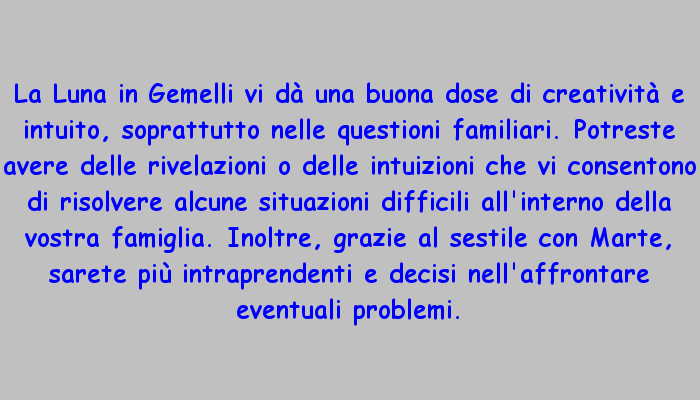 La Luna in Gemelli vi dà una buona dose di creatività e
intuito, soprattutto nelle questioni familiari. Potreste
avere delle rivelazioni o delle intuizioni che vi consentono
di risolvere alcune situazioni difficili all'interno della
vostra famiglia. Inoltre, grazie al sestile con Marte,
sarete più intraprendenti e decisi nell'affrontare
eventuali problemi.